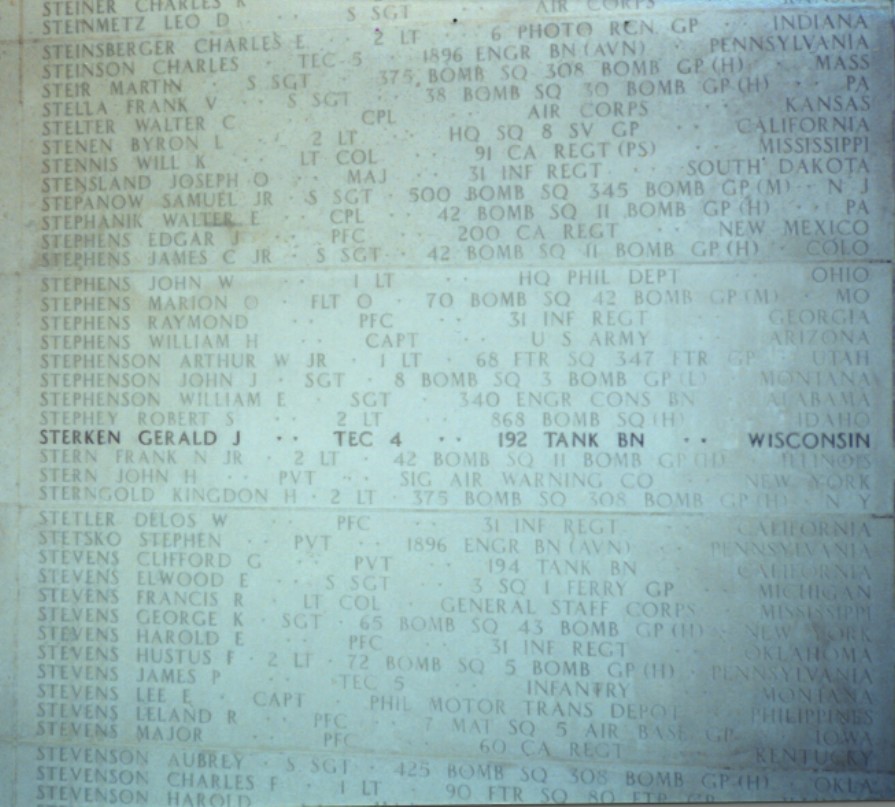 STEINER CHARLES R S SGT AIR CORPS
STEINMETZ LEO D 6 PHOTO RCN GP INDIANA
STEINSBERGER CHARLES E 2 LT 1896 ENGR BN (AVN) PENNSYLVANIA
STEINSON CHARLES TEC 5 375 BOMB SQ 308 BOMB GP (H) MASS
STEIR MARTIN S SGT 38 BOMB SQ 30 BOMB GP (H) PA
STELLA FRANK V S SGT AIR CORPS KANSAS
STELTER WALTER C CPL HQ SQ 8 SV GP CALIFORNIA
STENEN BYRON L 2 LT 91 CA REGT (PS) MISSISSIPPI
STENNIS WILL K LT COL 31 INF REGT SOUTH DAKOTA
STENSLAND JOSEPH O MAJ 500 BOMB SQ 345 BOMB GP (M) N J
STEPANOW SAMUEL JR S SGT 42 BOMB SQ 11 BOMB GP (H) PA
STEPHANIK WALTER E CPL 200 CA REGT NEW MEXICO
STEPHENS EDGAR J PFC 42 BOMB SQ 11 BOMB GP (H) COLO
STEPHENS JAMES C JR S SGT
STEPHENS JOHN W 1 LT HQ PHIL DEPT OHIO
STEPHENS MARION O FLT O 70 BOMB SQ 42 BOMB GP (M) MO
STEPHENS RAYMOND PFC 31 INF REGT GEORGIA
STEPHENS WILLIAM H CAPT U S ARMY ARIZONA
STEPHENSON ARTHUR W JR 1 LT 68 FTR SQ 347 FTR GP UTAH
STEPHENSON JOHN J SGT 8 BOMB SQ 3 BOMB GP (L) MONTANA
STEPHENSON WILLIAM E SGT 340 ENGR CONS BN ALABAMA
STEPHEY ROBERT S 2 LT 868 BOMB SQ (H) IDAHO
STERKEN GERALD J TEC 4 192 TANK BN WISCONSIN
STERN FRANK N JR 2 LT 42 BOMB SQ 11 BOMB GP (H) ILLINOIS
STERN JOHN H PVT SIG AIR WARNING CO NEW YORK
STERNGOLD KINGDON H 2 LT 375 BOMB SQ 308 BOMB GP (H) N Y
STETLER DELOS W PFC 31 INF REGT CALIFORNIA
STETSKO STEPHEN PVT 1896 ENGR BN (AVN) PENNSYLVANIA
STEVENS CLIFFORD G PVT 194 TANK BN CALIFORNIA
STEVENS ELWOOD E S SGT 3 SQ 1 FERRY GP MICHIGAN
STEVENS FRANCIS R LT COL GENERAL STAFF CORPS MISSISSIPPI
STEVENS GEORGE K SGT 65 BOMB SQ 43 BOMB GP (H) NEW YORK
STEVENS HAROLD E PFC 31 INF REGT OKLAHOMA
STEVENS HUSTUS F 2 LT 72 BOMB SQ 5 BOMB GP (H) PENNSYLVANIA
STEVENS JAMES P TEC 5 INFANTRY MONTANA
STEVENS LEE E CAPT PHIL MOTOR TRANS DEPOT PHILIPPINES
STEVENS LELAND R PFC 7 MAT SQ 5 AIR BASE GP IOWA
STEVENS MAJOR PFC 60 CA REGT KENTUCKY
STEVENSON AUBREY S SGT 425 BOMB SQ 308 BOMB GP (H) OKLA
STEVENSON CHARLES F 1 LT 90 FTR SQ 80 FTR GP
STEVENSON HAROLD